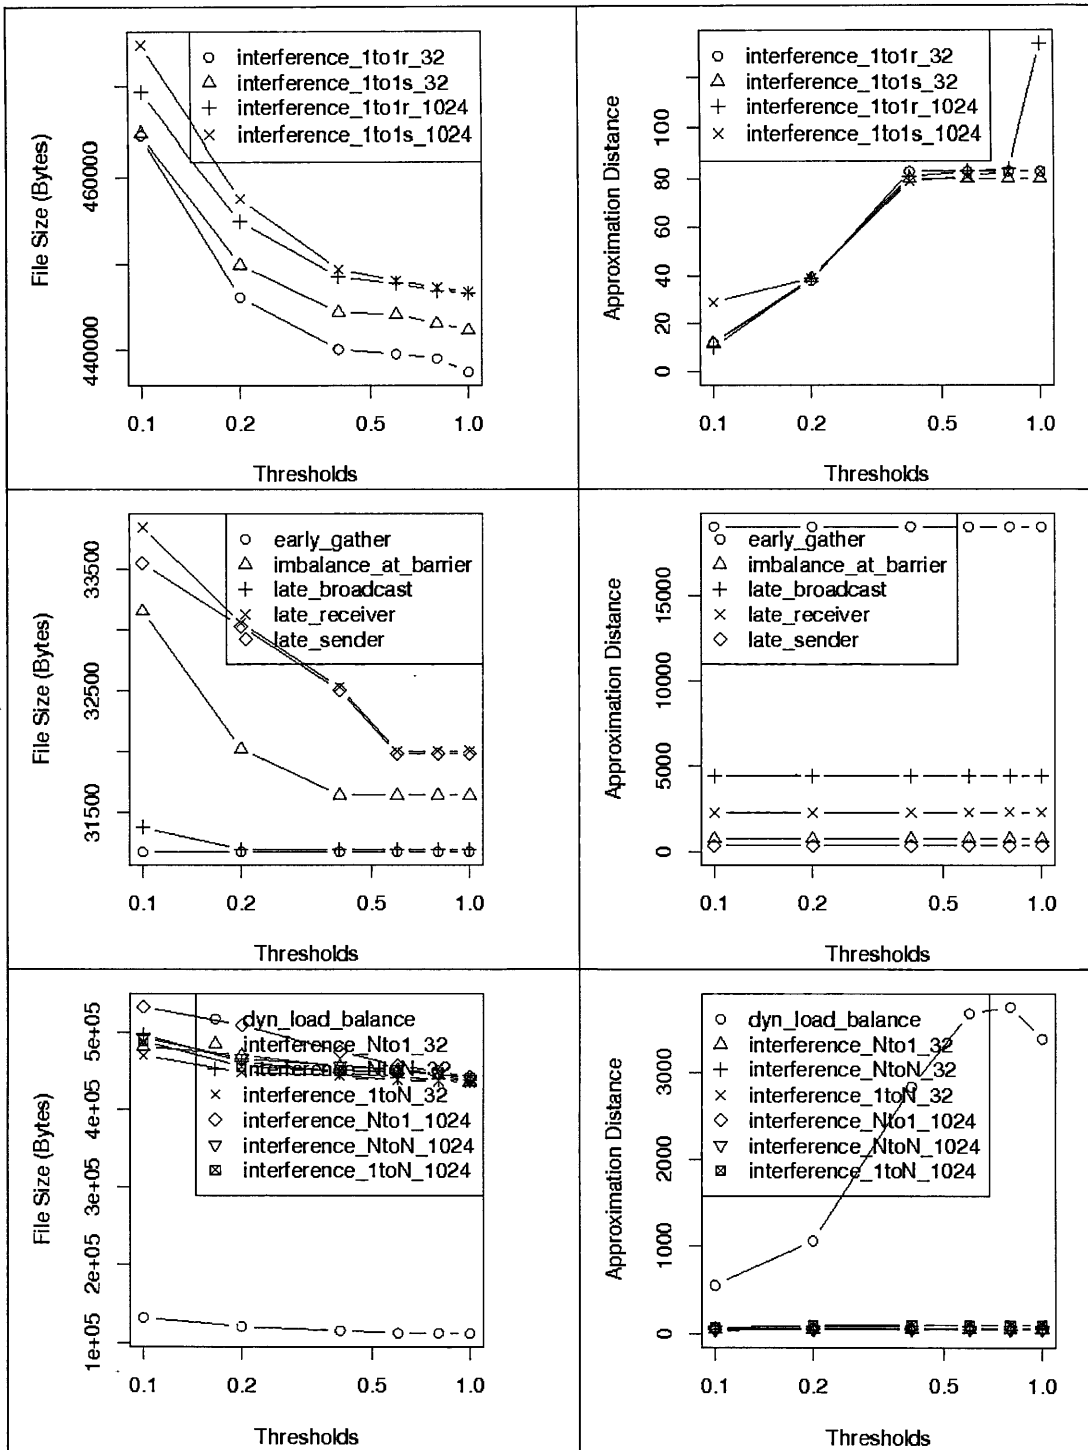 interference_1to1r_32
interference_1to1s_32
interference_1to1r_1024
interference_1to1s_1024
File Size (Bytes)
460000
440000
0.1 0.2 0.5 1.0
Thresholds
interference_1to1r_32
interference_1to1s_32
interference_1to1r_1024
interference_1to1s_1024
Approximation Distance
100
80
60
40
20
0
0.1 0.2 0.5 1.0
Thresholds
early_gather
imbalance_at_barrier
late_broadcast
late_receiver
late_sender
File Size (Bytes)
33500
32500
31500
0.1 0.2 0.5 1.0
Thresholds
early_gather
imbalance_at_barrier
late_broadcast
late_receiver
late_sender
Approximation Distance
15000
10000
5000
0
0.1 0.2 0.5 1.0
Thresholds
dyn_load_balance
interference_Nto1_32
interference_NtoN_32
interference_1toN_32
interference_Nto1_1024
interference_NtoN_1024
interference_1toN_1024
File Size (Bytes)
5e+05
4e+05
3e+05
2e+05
1e+05
0.1 0.2 0.5 1.0
Thresholds
dyn_load_balance
interference_Nto1_32
interference_NtoN_32
interference_1toN_32
interference_Nto1_1024
interference_NtoN_1024
interference_1toN_1024
Approximation Distance
3000
2000
1000
0
0.1 0.2 0.5 1.0
Thresholds